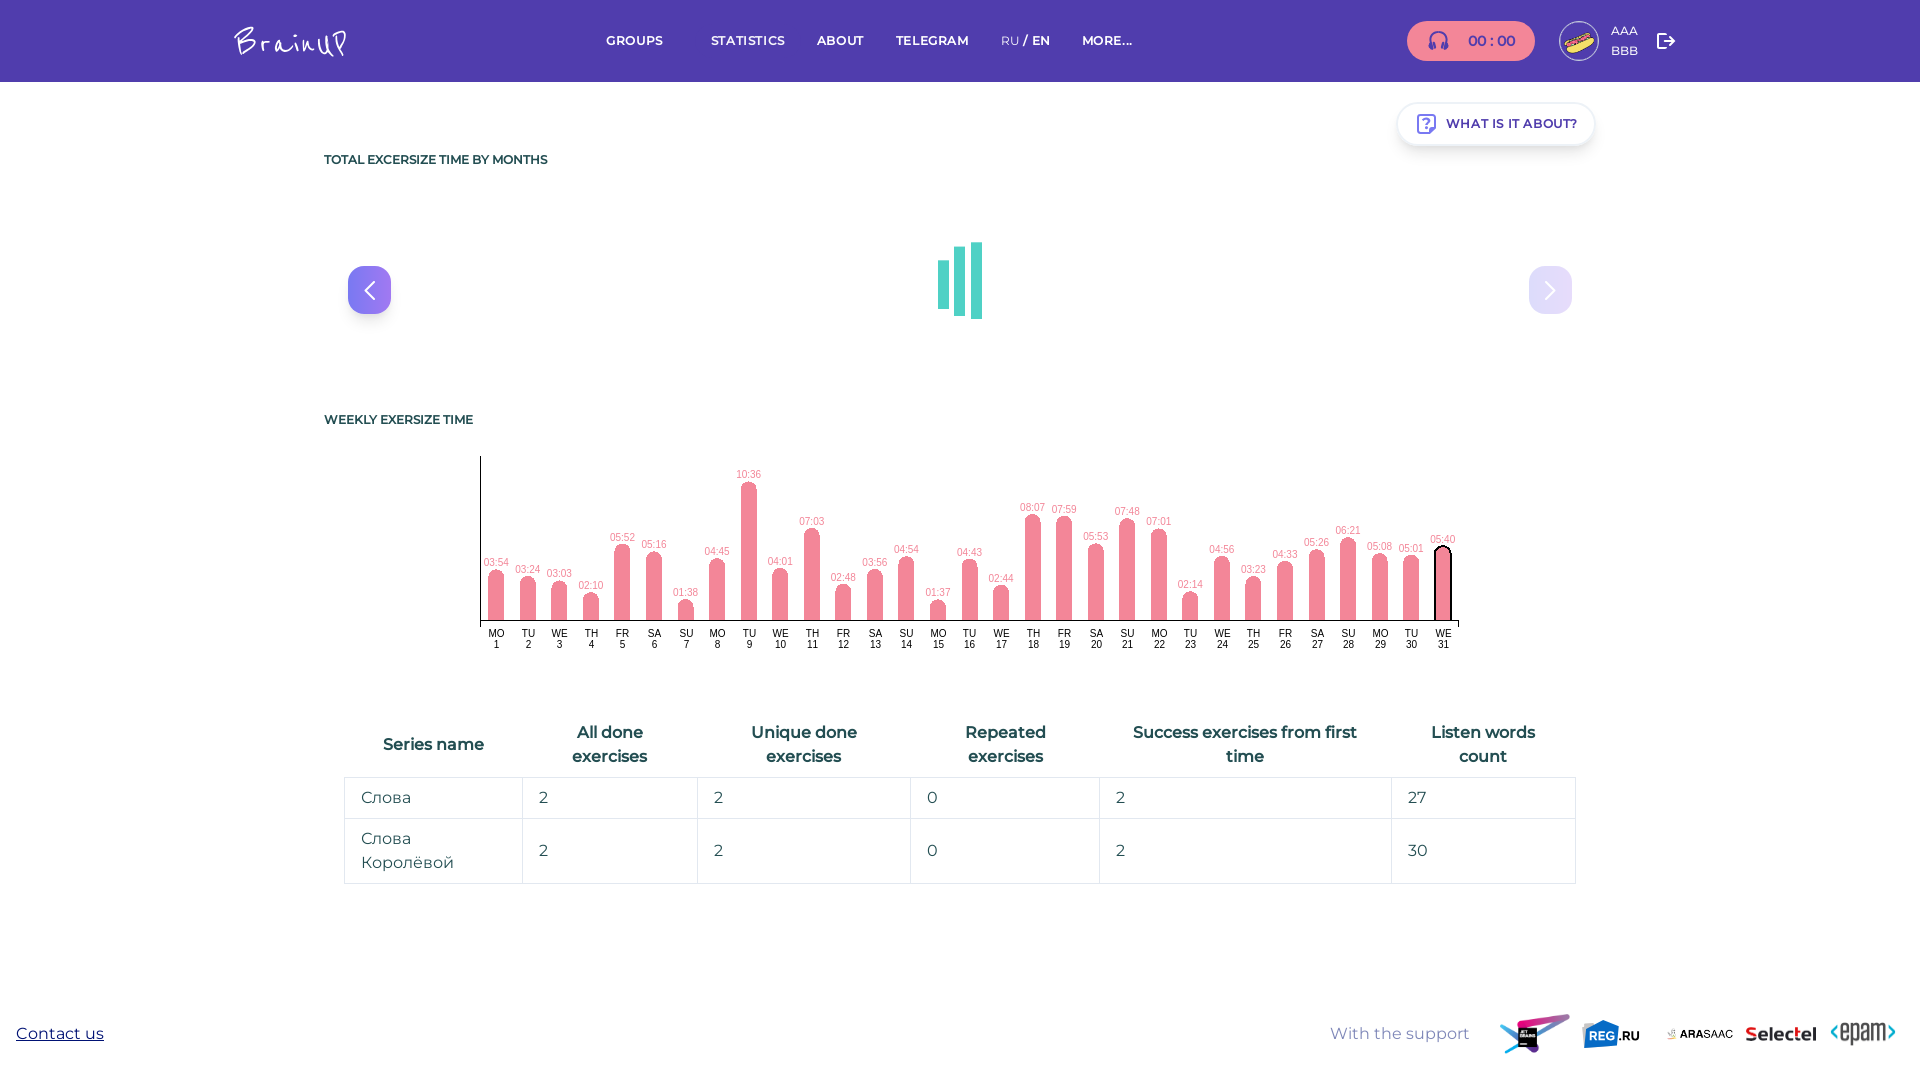 BrainUP
GROUPS STATISTICS ABOUT TELEGRAM RU / EN MORE...
00 : 00
AAA
BBB
WHAT IS IT ABOUT?
TOTAL EXCERSIZE TIME BY MONTHS
WEEKLY EXERSIZE TIME
03:54 03:24 03:03 02:10 05:52 05:16 01:38 04:45 10:36 04:01 07:03 02:48 03:56 04:54 01:37 04:43 02:44 08:07 07:59 05:53 07:48 07:01 02:14 04:56 03:23 04:33 05:26 06:21 05:08 05:01 05:40
MO TU WE TH FR SA SU MO TU WE TH FR SA SU MO TU WE TH FR SA SU MO TU WE TH FR SA SU MO TU WE
1 2 3 4 5 6 7 8 9 10 11 12 13 14 15 16 17 18 19 20 21 22 23 24 25 26 27 28 29 30 31
Series name
All done
exercises
Unique done
exercises
Repeated
exercises
Success exercises from first
time
Listen words
count
Слова 2 2 0 2 27
Слова
Королёвой
2 2 0 2 30
Contact us
With the support
JET
BRAINS
REG.RU
ARASAAC
Selectel
<epam>